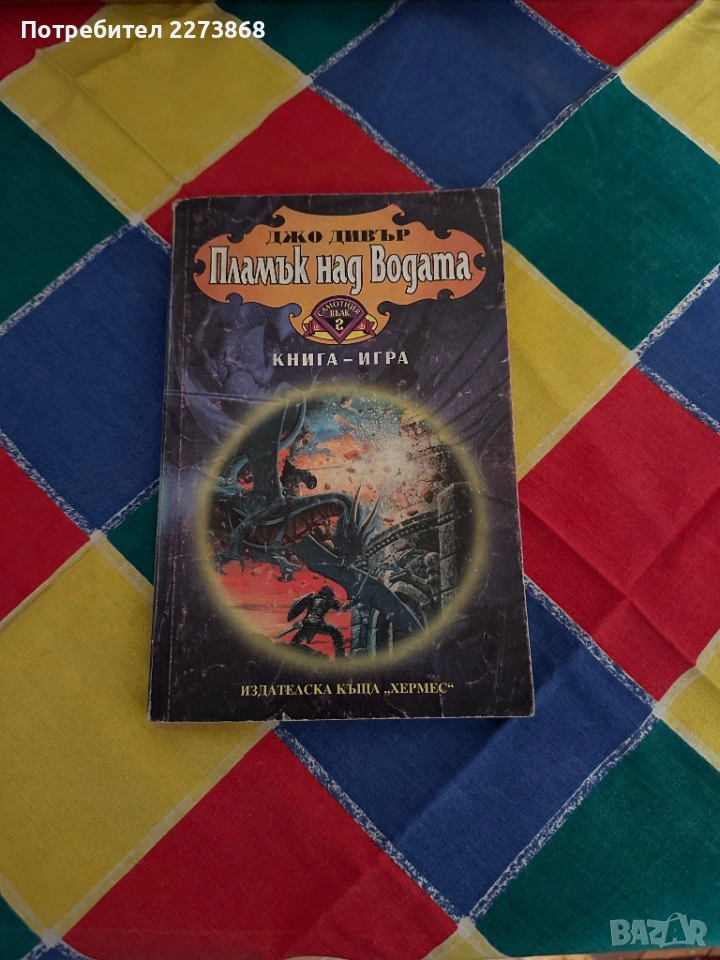 Потребител 2273868
ДЖО ДИВЪР
Пламък над Водата
САМОТНИЯ
ВЪЛК
2
КНИГА – ИГРА
ИЗДАТЕЛСКА КЪЩА „ХЕРМЕС“
BAZAR